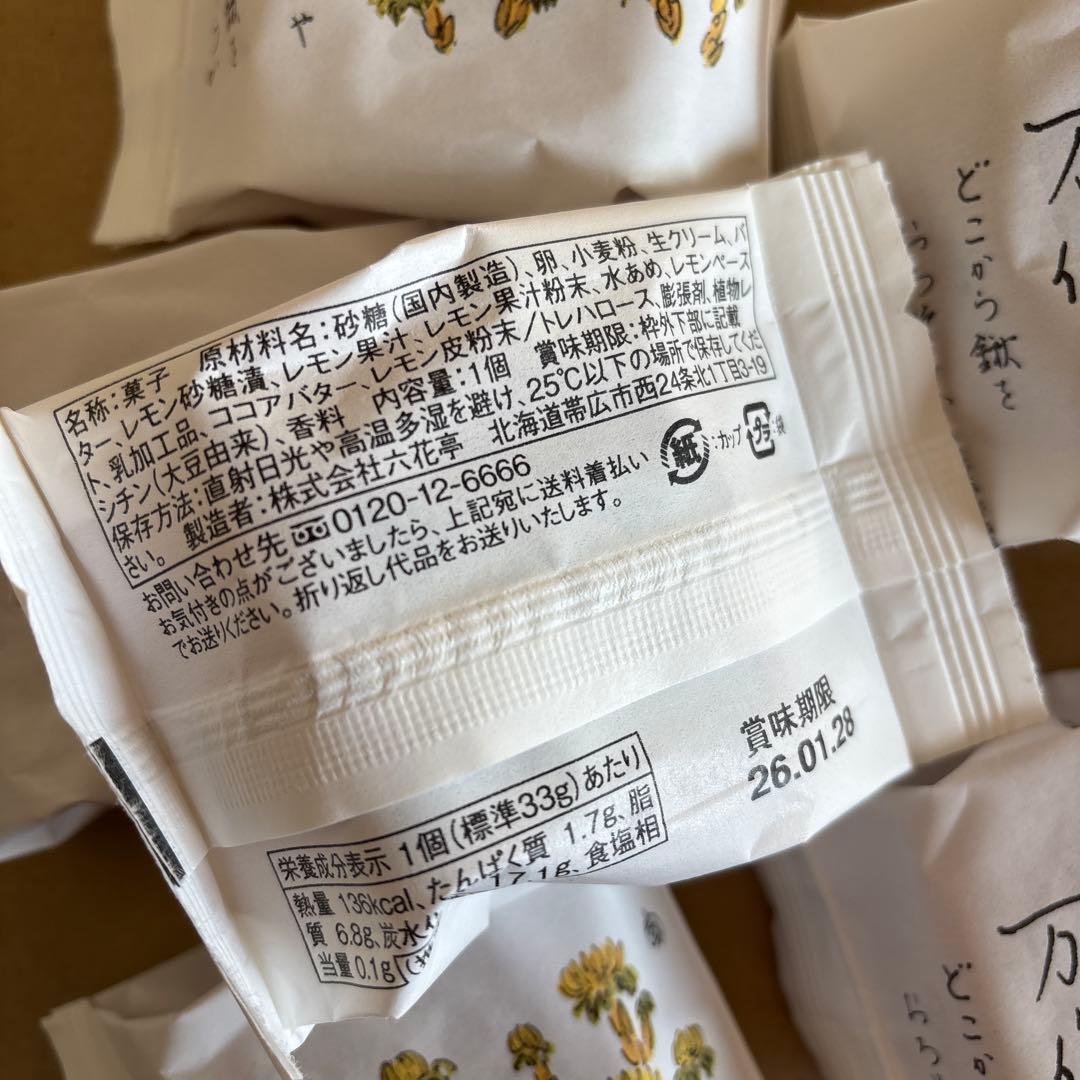 や
名称：菓子　原材料名：砂糖（国内製造）、卵、小麦粉、生クリーム、バ
ター、レモン砂糖漬、レモン果汁、レモン果汁粉末、水あめ、レモンペース
ト、乳加工品、ココアバター、レモン皮粉末／トレハロース、膨張剤、植物レ
シチン（大豆由来）、香料　内容量：1個　賞味期限：枠外下部に記載
保存方法：直射日光や高温多湿を避け、25℃以下の場所で保存してくだ
さい。 製造者：株式会社六花亭　北海道帯広市西24条北1丁目3-19
お問い合わせ先 0120-12-6666
お気付きの点がございましたら、上記宛に送料着払い
でお送りください。折り返し代品をお送りいたします。
紙：カップ プラ：袋
賞味期限
26.01.28
栄養成分表示 1個（標準33g）あたり
熱量 136kcal、たんぱく質 1.7g、脂
質 6.8g、炭水 17.1g、食塩相
当量0.1g
どこから鍬を
どこか